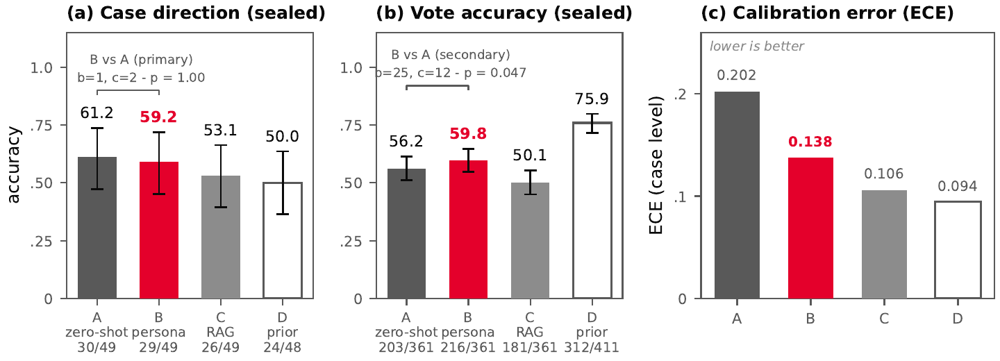 (a) Case direction (sealed)
B vs A (primary)
b=1, c=2 - p = 1.00
accuracy
1.0
.75
.50
.25
0
61.2
59.2
53.1
50.0
A
zero-shot
30/49
B
persona
29/49
C
RAG
26/49
D
prior
24/48
(b) Vote accuracy (sealed)
B vs A (secondary)
b=25, c=12 - p = 0.047
1.0
.75
.50
.25
0
56.2
59.8
50.1
75.9
A
zero-shot
203/361
B
persona
216/361
C
RAG
181/361
D
prior
312/411
(c) Calibration error (ECE)
lower is better
ECE (case level)
.2
.1
0
0.202
0.138
0.106
0.094
A
B
C
D